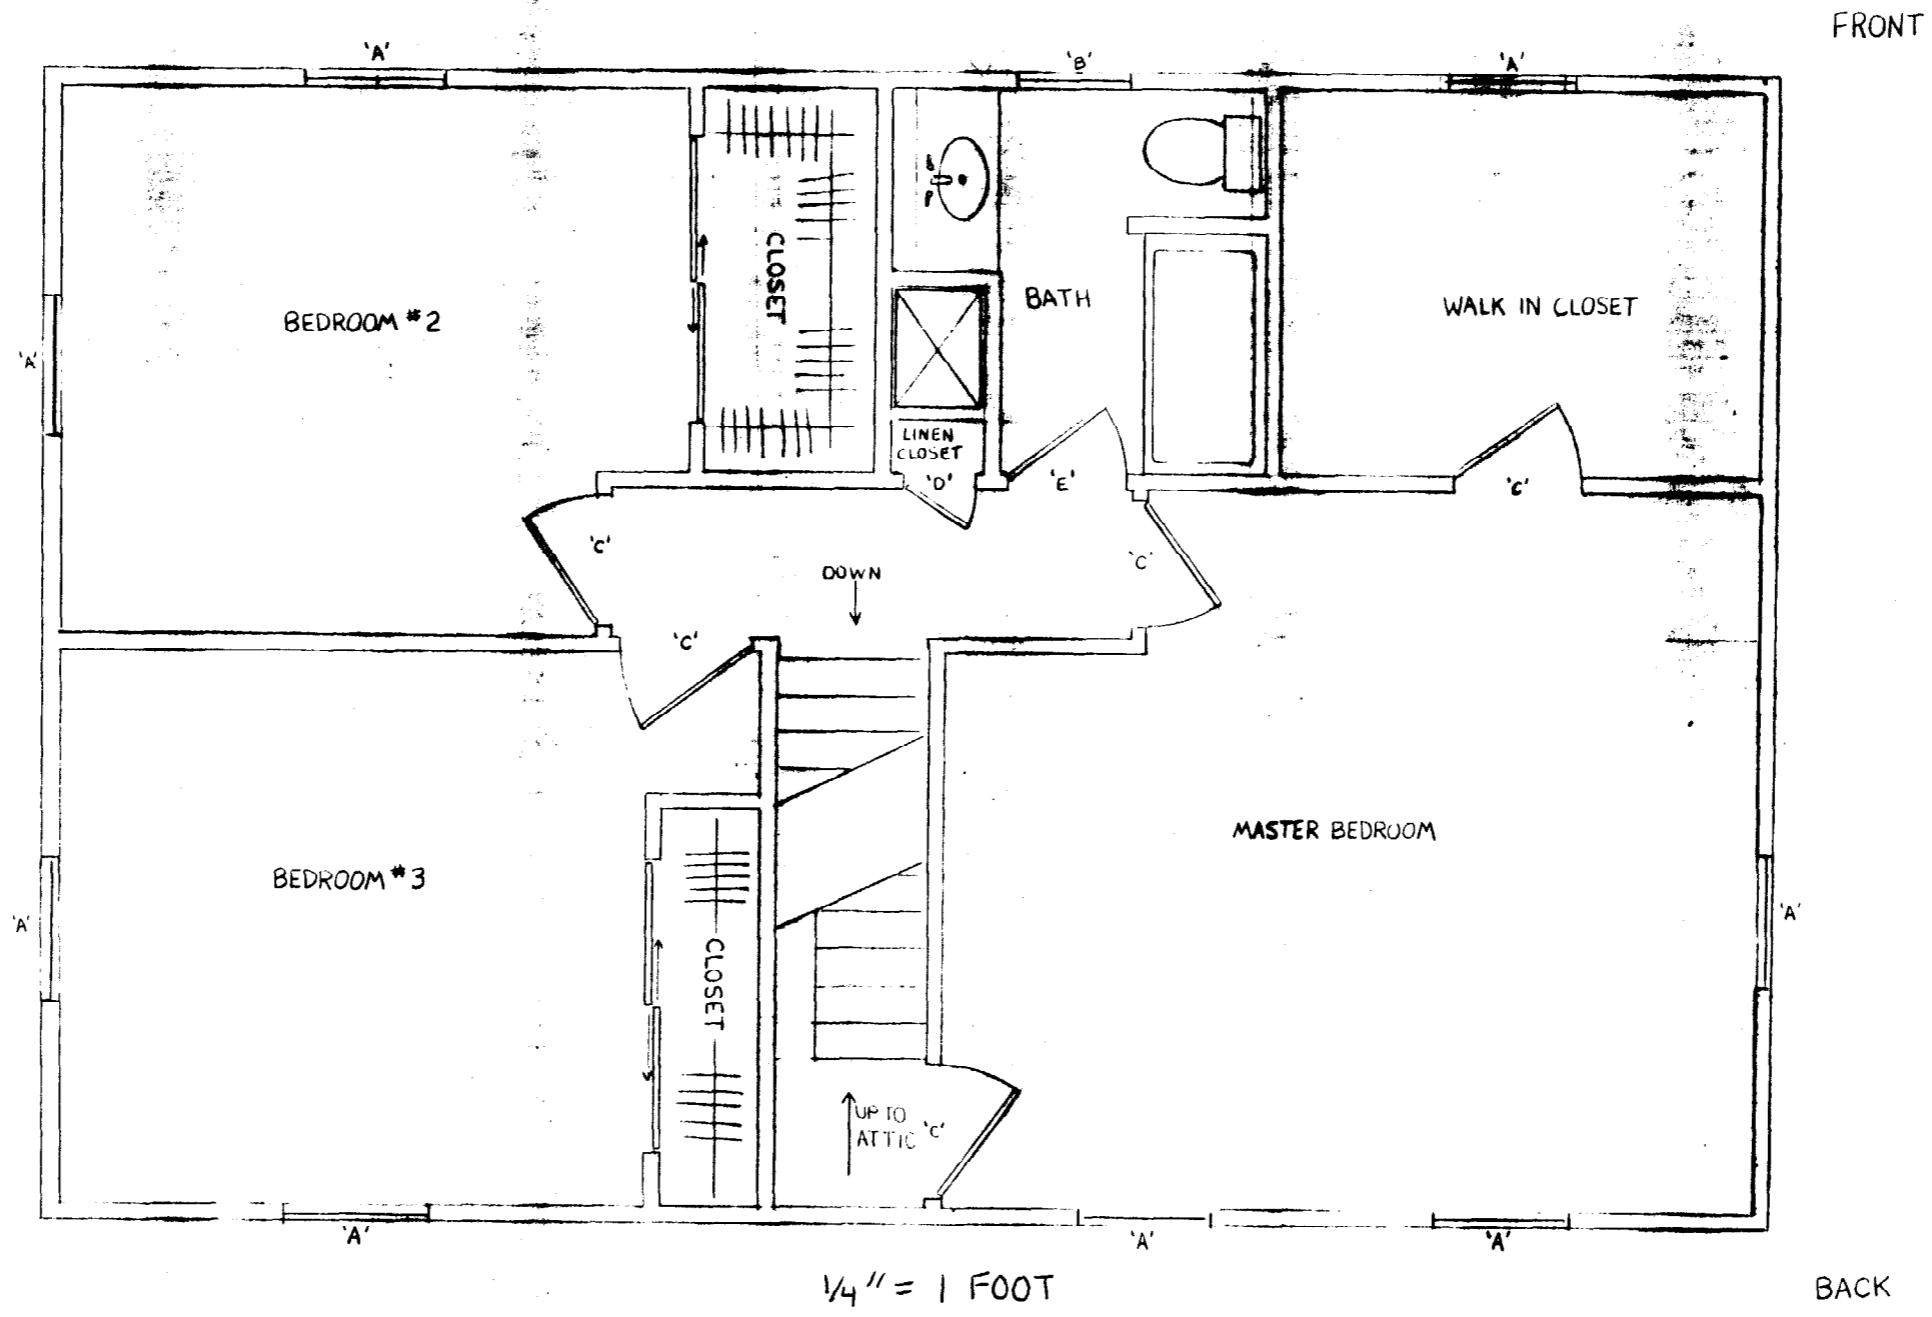 FRONT
'A'
'B'
'A'
CLOSET
BATH
WALK IN CLOSET
BEDROOM #2
'A'
LINEN
CLOSET
'D'
'E'
'C'
'C'
'C'
DOWN
'C'
MASTER BEDROOM
BEDROOM #3
'A'
'A'
CLOSET
UP TO
ATTIC
'C'
'A'
'A'
'A'
1/4" = 1 FOOT
BACK